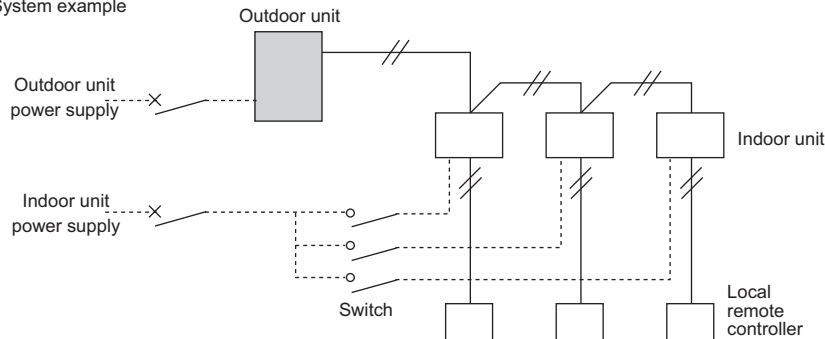 System example
Outdoor unit
Outdoor unit
power supply
Indoor unit
Indoor unit
power supply
Switch
Local
remote
controller